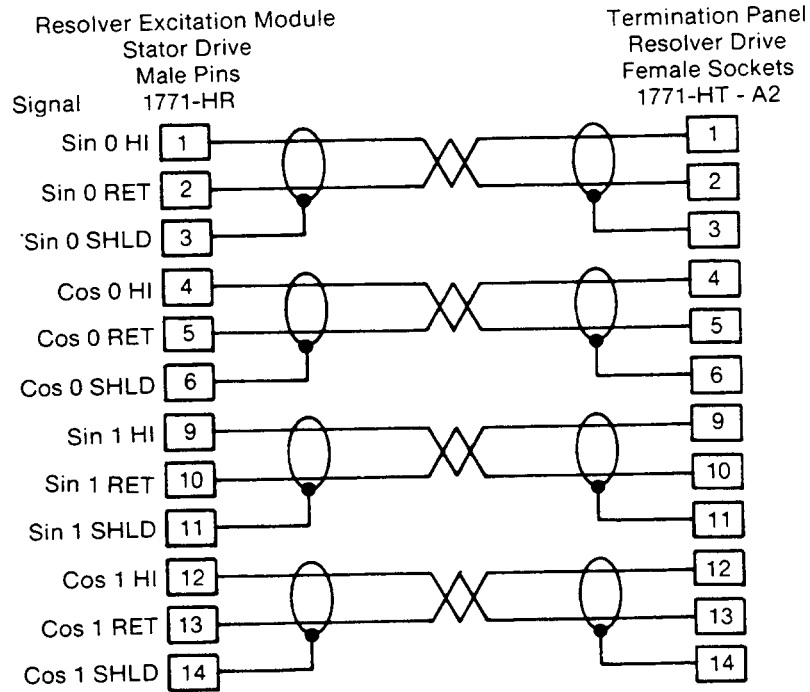 Resolver Excitation Module
Stator Drive
Male Pins
1771-HR
Termination Panel
Resolver Drive
Female Sockets
1771-HT - A2
Signal
Sin 0 HI 1 1
Sin 0 RET 2 2
Sin 0 SHLD 3 3
Cos 0 HI 4 4
Cos 0 RET 5 5
Cos 0 SHLD 6 6
Sin 1 HI 9 9
Sin 1 RET 10 10
Sin 1 SHLD 11 11
Cos 1 HI 12 12
Cos 1 RET 13 13
Cos 1 SHLD 14 14